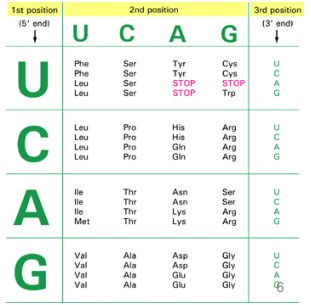 1st position 2nd position 3rd position
(5' end) U C A G (3' end)
U
Phe Ser Tyr Cys U
Phe Ser Tyr Cys C
Leu Ser STOP STOP A
Leu Ser STOP Trp G
C
Leu Pro His Arg U
Leu Pro His Arg C
Leu Pro Gln Arg A
Leu Pro Gln Arg G
A
Ile Thr Asn Ser U
Ile Thr Asn Ser C
Ile Thr Lys Arg A
Met Thr Lys Arg G
G
Val Ala Asp Gly U
Val Ala Asp Gly C
Val Ala Glu Gly A
Val Ala Glu Gly G
6